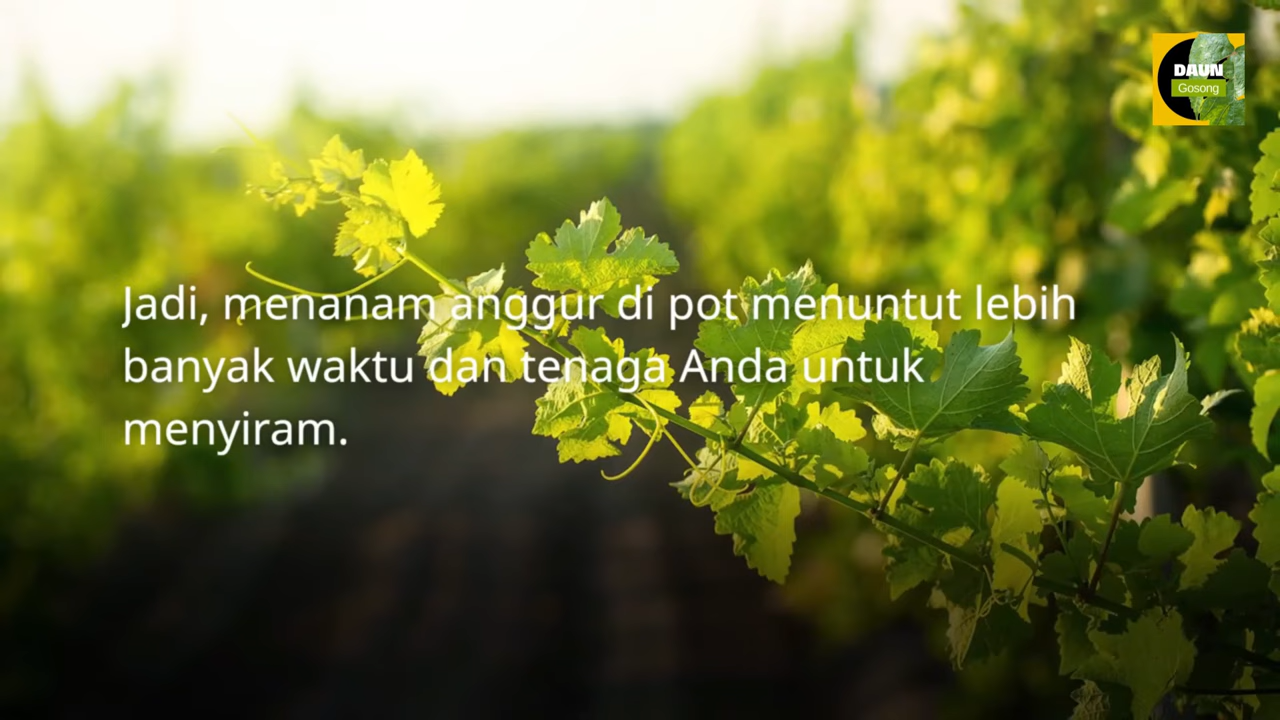 DAUN
Gosong
Jadi, menanam anggur di pot menuntut lebih
banyak waktu dan tenaga Anda untuk
menyiram.